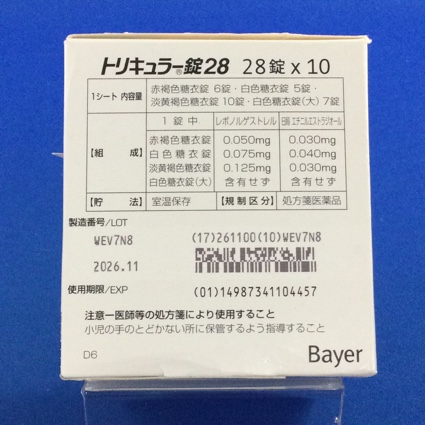 トリキュラー®錠28 28錠 x 10
1シート 内容量 赤褐色糖衣錠 6錠・白色糖衣錠 5錠・
淡黄褐色糖衣錠 10錠・白色糖衣錠(大) 7錠
【組成】 1 錠 中 レボノルゲストレル 日局 エチニルエストラジオール
赤褐色糖衣錠 0.050mg 0.030mg
白色糖衣錠 0.075mg 0.040mg
淡黄褐色糖衣錠 0.125mg 0.030mg
白色糖衣錠(大) 含有せず 含有せず
【貯法】 室温保存 【規制区分】 処方箋医薬品
製造番号/LOT
WEV7N8 (17)261100(10)WEV7N8
2026.11
使用期限/EXP (01)14987341104457
注意ー医師等の処方箋により使用すること
小児の手のとどかない所に保管するよう指導すること
D6 Bayer